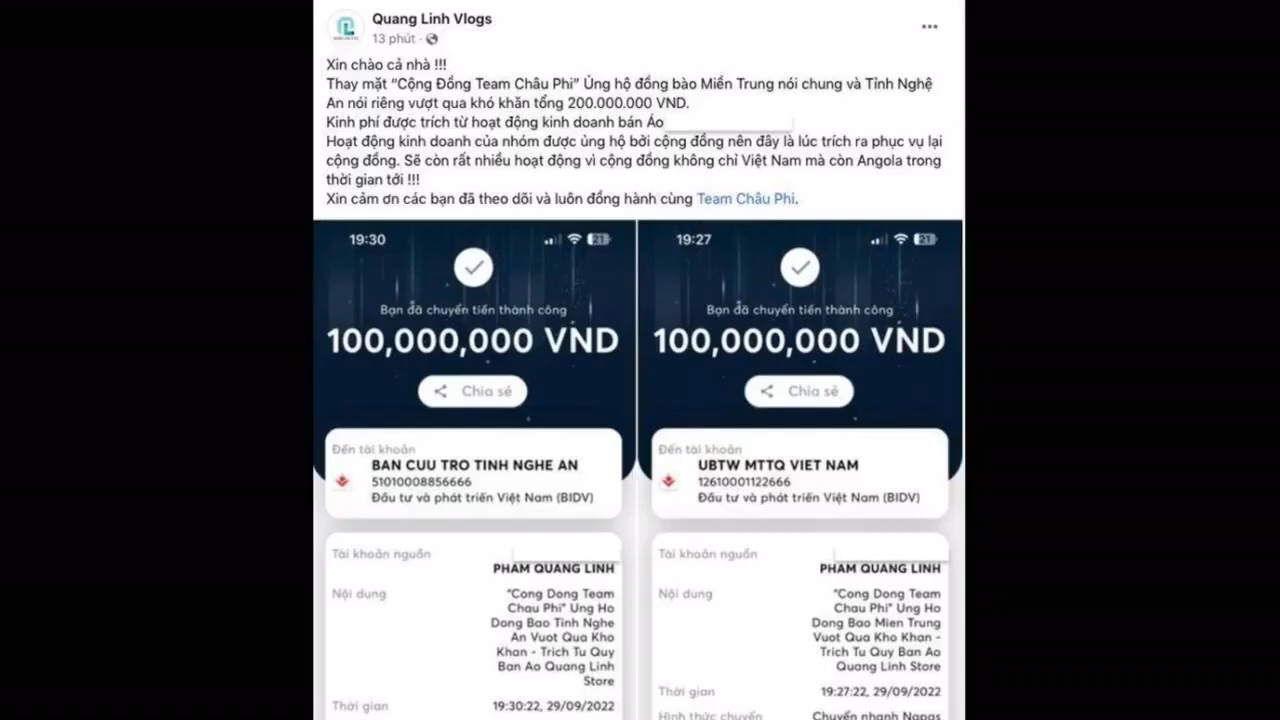 Quang Linh Vlogs
13 phút ·
Xin chào cả nhà !!!
Thay mặt “Cộng Đồng Team Châu Phi” Ủng hộ đồng bào Miền Trung nói chung và Tỉnh Nghệ
An nói riêng vượt qua khó khăn tổng 200.000.000 VND.
Kinh phí được trích từ hoạt động kinh doanh bán Áo
Hoạt động kinh doanh của nhóm được ủng hộ bởi cộng đồng nên đây là lúc trích ra phục vụ lại
cộng đồng. Sẽ còn rất nhiều hoạt động vì cộng đồng không chỉ Việt Nam mà còn Angola trong
thời gian tới !!!
Xin cảm ơn các bạn đã theo dõi và luôn đồng hành cùng Team Châu Phi.
19:30
21
Bạn đã chuyển tiền thành công
100,000,000 VND
Chia sẻ
Đến tài khoản
BAN CUU TRO TINH NGHE AN
51010008856666
Đầu tư và phát triển Việt Nam (BIDV)
Tài khoản nguồn
PHAM QUANG LINH
Nội dung
“Cong Dong Team
Chau Phi” Ung Ho
Dong Bao Tinh Nghe
An Vuot Qua Kho
Khan - Trich Tu Quy
Ban Ao Quang Linh
Store
Thời gian
19:30:22, 29/09/2022
19:27
21
Bạn đã chuyển tiền thành công
100,000,000 VND
Chia sẻ
Đến tài khoản
UBTW MTTQ VIET NAM
12610001122666
Đầu tư và phát triển Việt Nam (BIDV)
Tài khoản nguồn
PHAM QUANG LINH
Nội dung
“Cong Dong Team
Chau Phi” Ung Ho
Dong Bao Mien Trung
Vuot Qua Kho Khan -
Trich Tu Quy Ban Ao
Quang Linh Store
Thời gian
19:27:22, 29/09/2022
Hình thức chuyển
Chuyển nhanh Napas